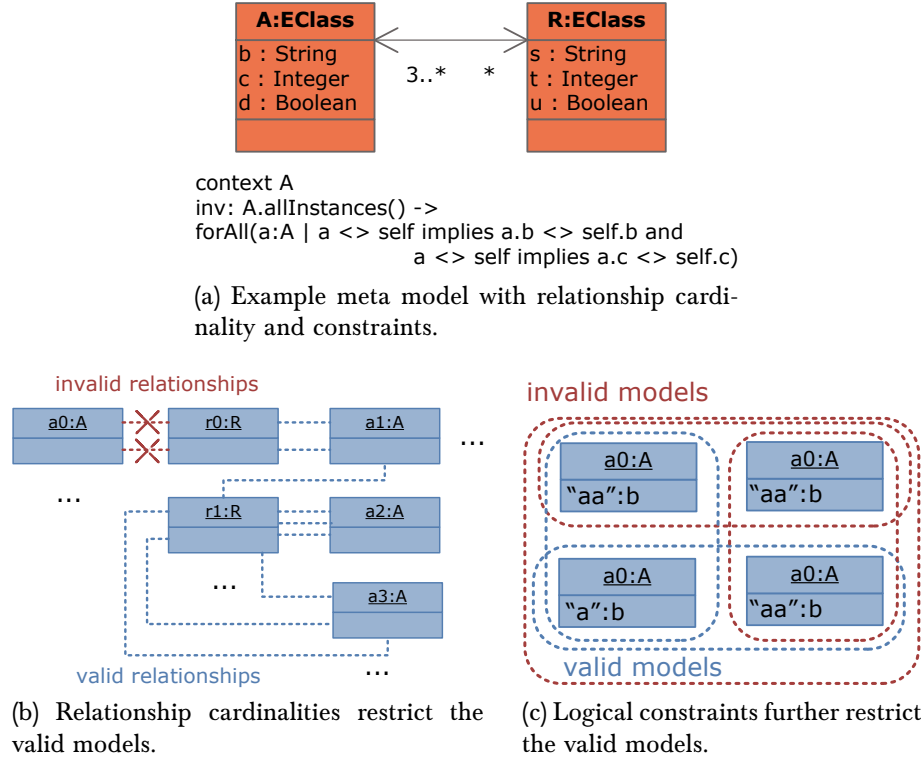 A:EClass
b : String
c : Integer
d : Boolean
3..*
*
R:EClass
s : String
t : Integer
u : Boolean
context A
inv: A.allInstances() ->
forAll(a:A | a <> self implies a.b <> self.b and
a <> self implies a.c <> self.c)
(a) Example meta model with relationship cardi-
nality and constraints.
invalid relationships
a0:A
r0:R
a1:A
...
...
r1:R
a2:A
...
a3:A
valid relationships
...
(b) Relationship cardinalities restrict the
valid models.
invalid models
a0:A
"aa":b
a0:A
"aa":b
a0:A
"a":b
a0:A
"aa":b
valid models
(c) Logical constraints further restrict
the valid models.